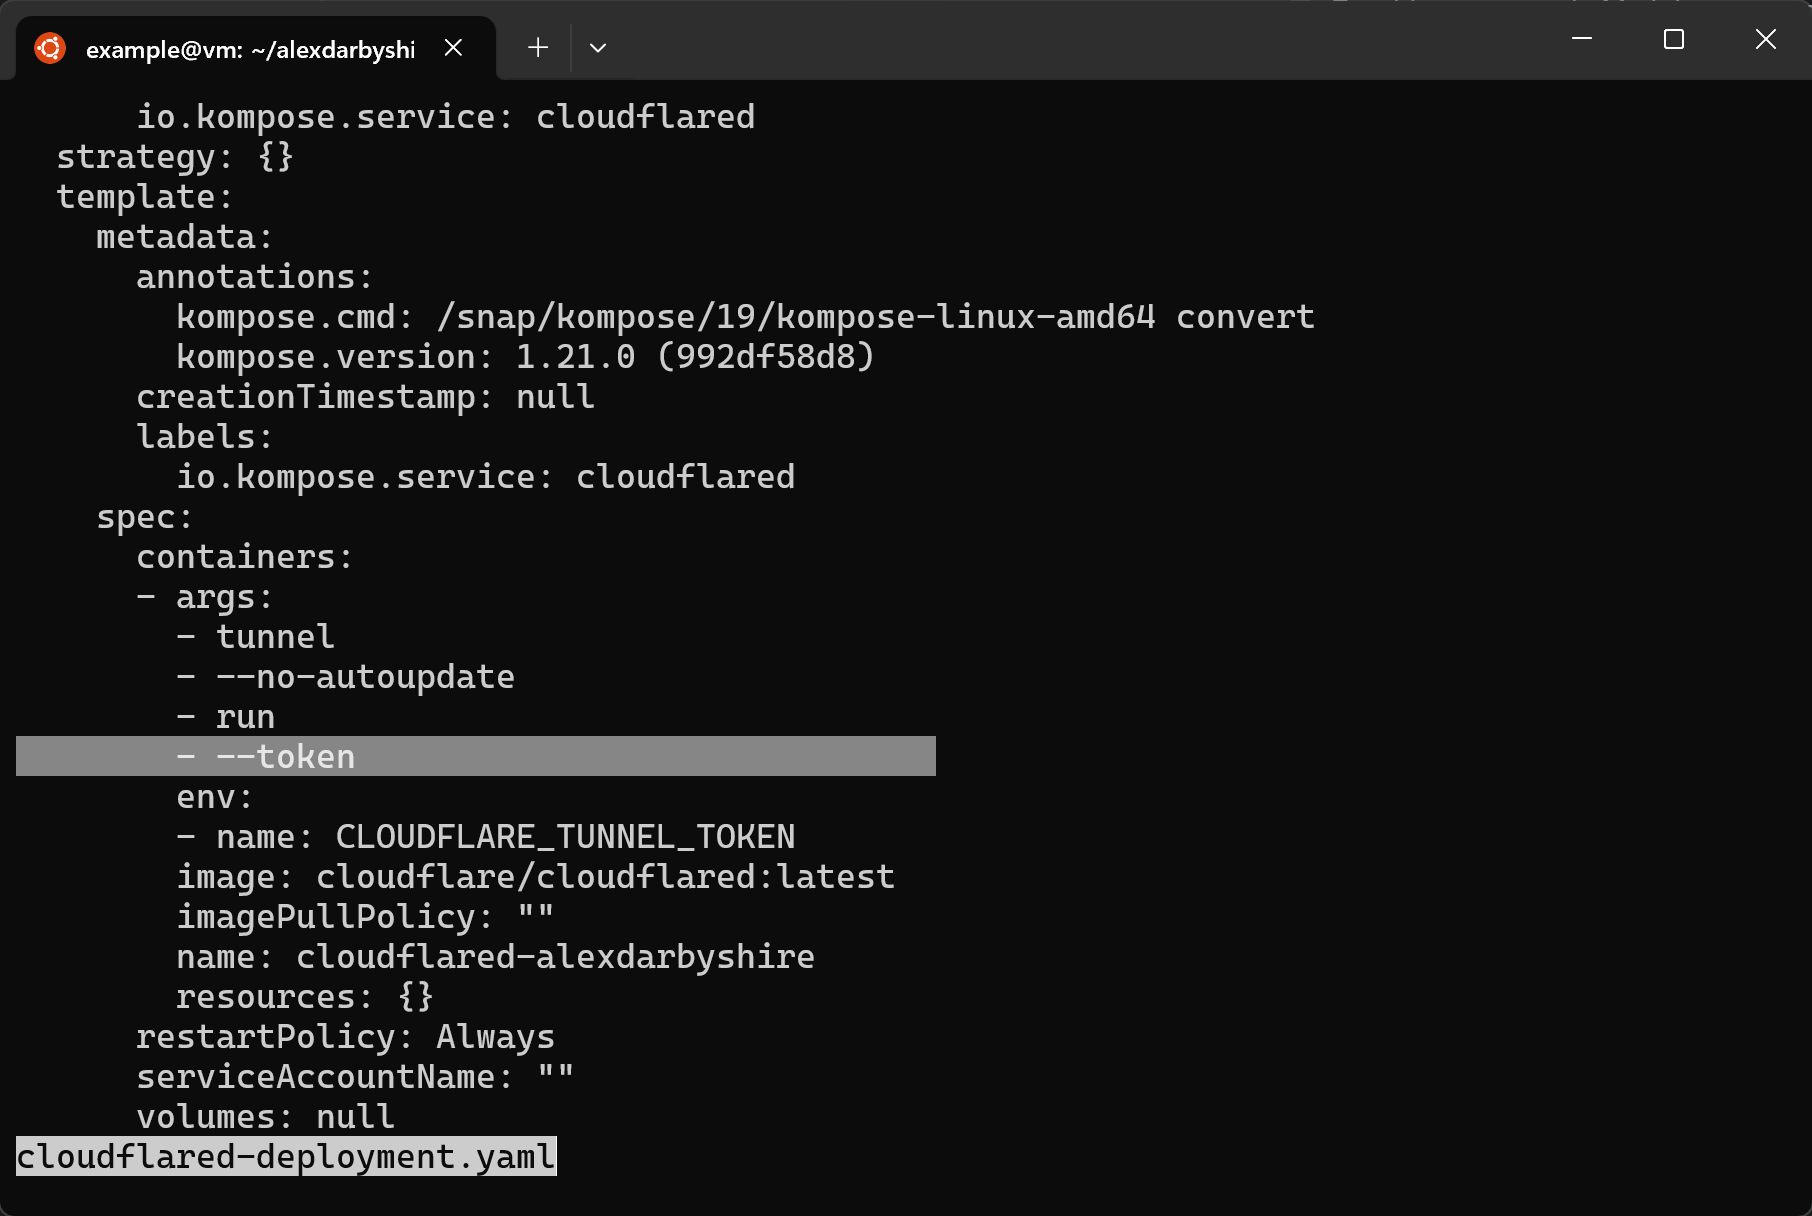 example@vm: ~/alexdarbyshi
io.kompose.service: cloudflared
strategy: {}
template:
metadata:
annotations:
kompose.cmd: /snap/kompose/19/kompose-linux-amd64 convert
kompose.version: 1.21.0 (992df58d8)
creationTimestamp: null
labels:
io.kompose.service: cloudflared
spec:
containers:
- args:
- tunnel
- --no-autoupdate
- run
- --token
env:
- name: CLOUDFLARE_TUNNEL_TOKEN
image: cloudflare/cloudflared:latest
imagePullPolicy: ""
name: cloudflared-alexdarbyshire
resources: {}
restartPolicy: Always
serviceAccountName: ""
volumes: null
cloudflared-deployment.yaml